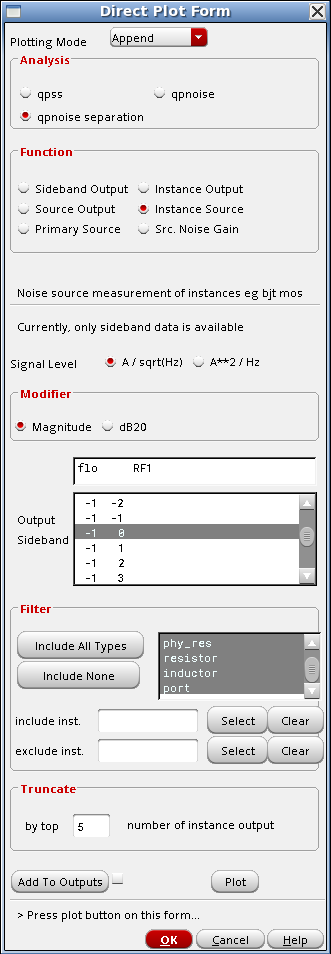 Direct Plot Form
Plotting Mode Append
Analysis
qpss qpnoise
qpnoise separation
Function
Sideband Output Instance Output
Source Output Instance Source
Primary Source Src. Noise Gain
Noise source measurement of instances eg bjt mos
Currently, only sideband data is available
Signal Level A / sqrt(Hz) A**2 / Hz
Modifier
Magnitude dB20
flo RF1
Output
Sideband
-1 -2
-1 -1
-1 0
-1 1
-1 2
-1 3
Filter
Include All Types
Include None
phy_res
resistor
inductor
port
include inst. Select Clear
exclude inst. Select Clear
Truncate
by top 5 number of instance output
Add To Outputs Plot
> Press plot button on this form...
OK Cancel Help